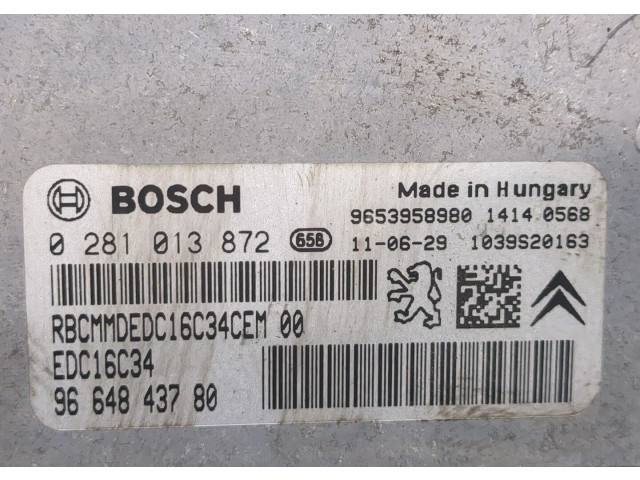 BOSCH
Made in Hungary
9653958980 1414 0568
0 281 013 872 658 11-06-29 1039S20163
RBCMMDEDC16C34CEM 00
EDC16C34
96 648 437 80